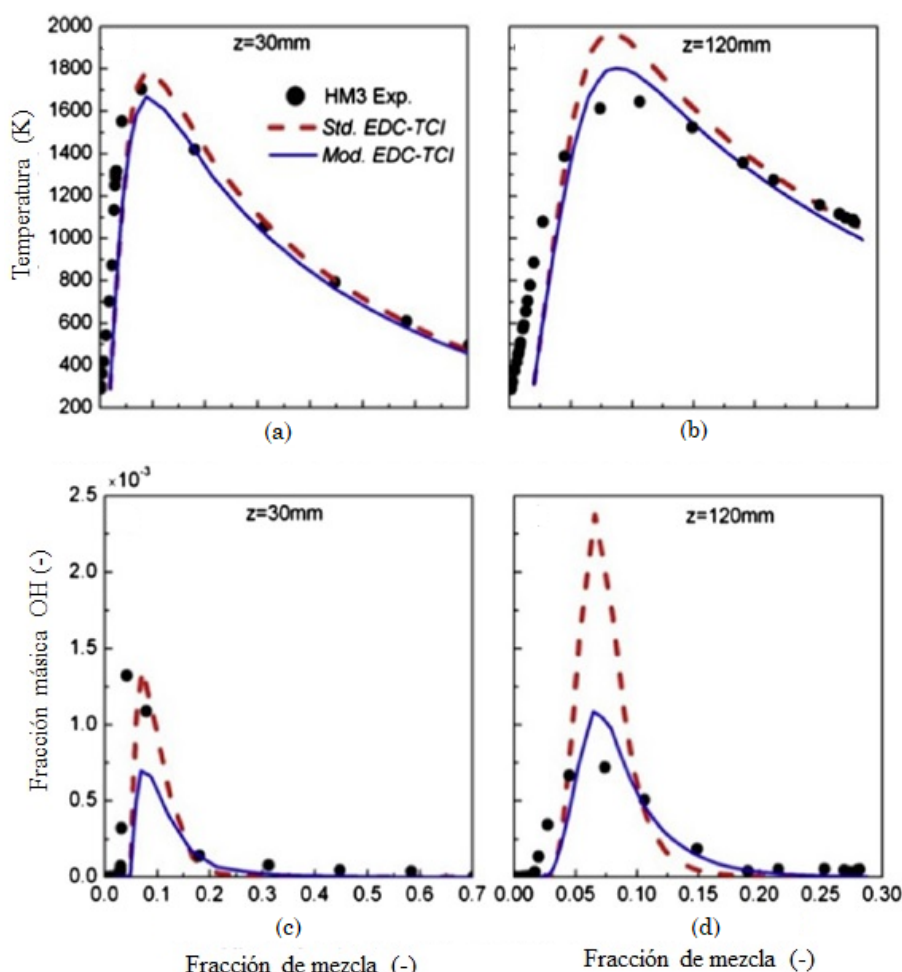 z=30mm
z=120mm
2000
1800
1600
1400
1200
1000
800
600
400
200
Temperatura (K)
HM3 Exp.
Std. EDC-TCI
Mod. EDC-TCI
(a)
(b)
×10⁻³
z=30mm
z=120mm
2.5
2.0
1.5
1.0
0.5
0.0
Fracción másica OH (-)
0.0 0.1 0.2 0.3 0.4 0.5 0.6 0.7
0.00 0.05 0.10 0.15 0.20 0.25 0.30
(c)
(d)
Fracción de mezcla (-)
Fracción de mezcla (-)